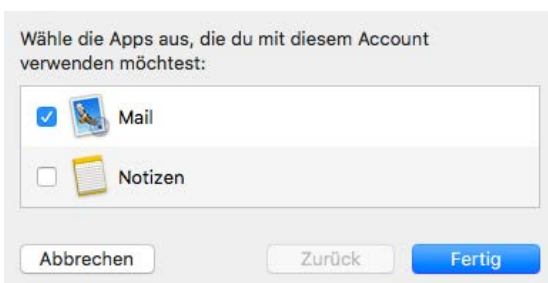 Wähle die Apps aus, die du mit diesem Account
verwenden möchtest:
Mail
Notizen
Abbrechen Zurück Fertig